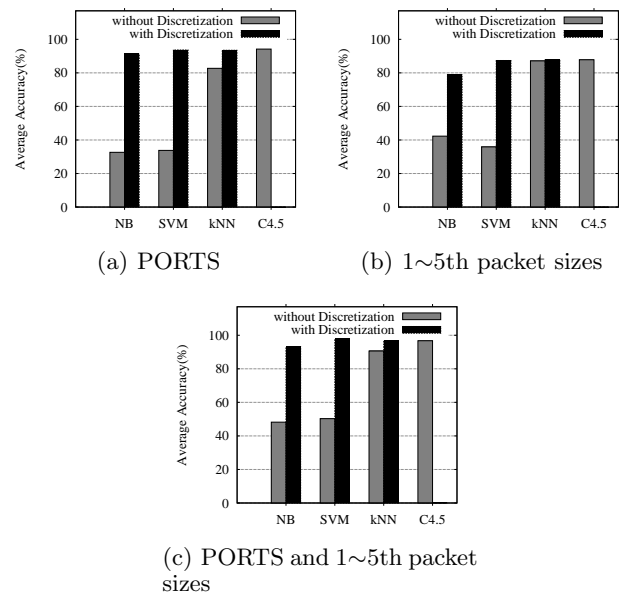 without Discretization
with Discretization
Average Accuracy(%)
100
80
60
40
20
0
NB SVM kNN C4.5
(a) PORTS
without Discretization
with Discretization
Average Accuracy(%)
100
80
60
40
20
0
NB SVM kNN C4.5
(b) 1~5th packet sizes
without Discretization
with Discretization
Average Accuracy(%)
100
80
60
40
20
0
NB SVM kNN C4.5
(c) PORTS and 1~5th packet
sizes